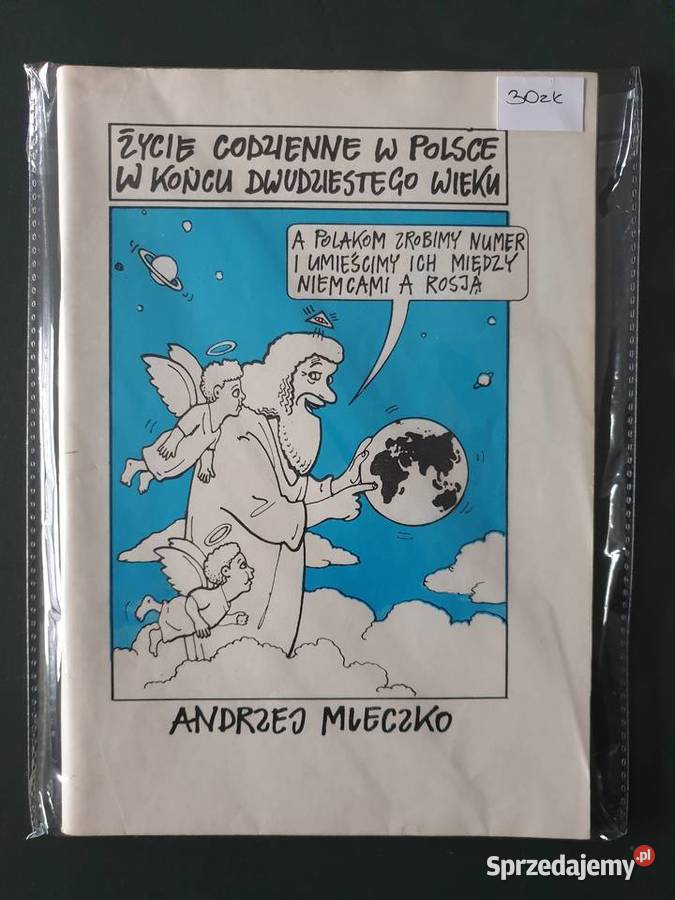 30zł
ŻYCIE CODZIENNE W POLSCE
W KOŃCU DWUDZIESTEGO WIEKU
A POLAKOM ZROBIMY NUMER
I UMIEŚCIMY ICH MIĘDZY
NIEMCAMI A ROSJĄ
ANDRZEJ MLECZKO
Sprzedajemy.pl